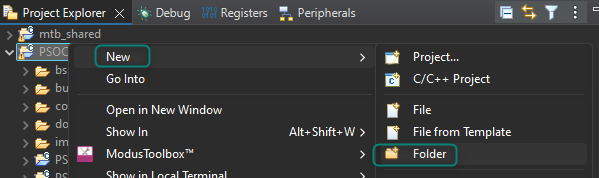 Project Explorer Debug Registers Peripherals
mtb_shared
PSOC
New
Project...
bs
Go Into
C/C++ Project
bu
co
Open in New Window
File
do
Show In Alt+Shift+W
File from Template
im
ModusToolbox™
Folder
PS
Show in Local Terminal
PS